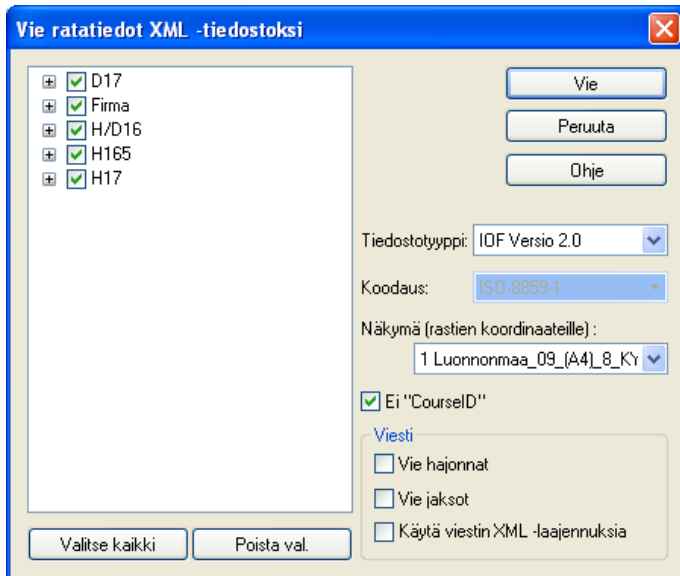 Vie ratatiedot XML -tiedostoksi
D17
Firma
H/D16
H165
H17
Vie
Peruuta
Ohje
Tiedostotyyppi: IOF Versio 2.0
Koodaus: ISO-8859-1
Näkymä (rastien koordinaateille) :
1 Luonnonmaa_09_(A4)_8_KY
Ei "CourseID"
Viesti
Vie hajonnat
Vie jaksot
Käytä viestin XML -laajennuksia
Valitse kaikki
Poista val.